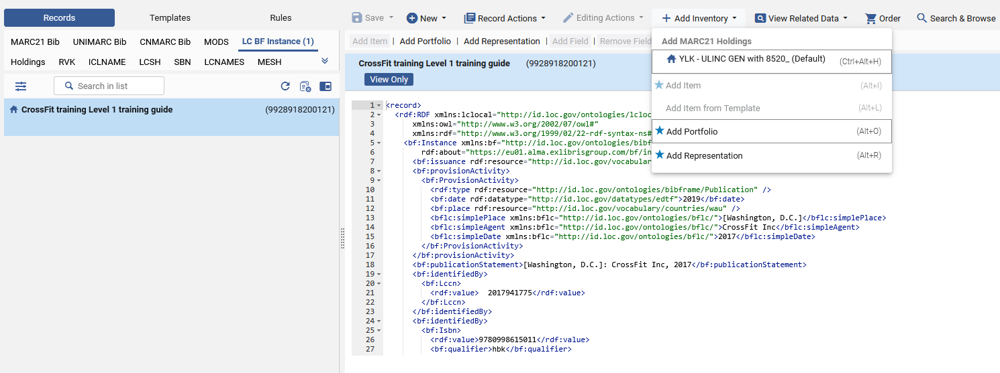 Records Templates Rules
Save New Record Actions Editing Actions Add Inventory View Related Data Order Search & Browse
MARC21 Bib UNIMARC Bib CNMARC Bib MODS LC BF Instance (1)
Holdings RVK ICLNAME LCSH SBN LCNAMES MESH
Search in list
CrossFit training Level 1 training guide (9928918200121)
Add Item | Add Portfolio | Add Representation | Add Field | Remove Field
CrossFit training Level 1 training guide (9928918200121)
View Only
Add MARC21 Holdings
YLK - ULINC GEN with 8520_ (Default) (Ctrl+Alt+H)
Add Item (Alt+I)
Add Item from Template (Alt+L)
Add Portfolio (Alt+O)
Add Representation (Alt+R)
1 <record>
2 <rdf:RDF xmlns:lclocal="http://id.loc.gov/ontologies/lcloc
3 xmlns:owl="http://www.w3.org/2002/07/owl#"
4 xmlns:rdf="http://www.w3.org/1999/02/22-rdf-syntax-ns#
5 <bf:Instance xmlns:bf="http://id.loc.gov/ontologies/bibf
6 rdf:about="https://eu01.alma.exlibrisgroup.com/bf/in
7 <bf:issuance rdf:resource="http://id.loc.gov/vocabular
8 <bf:provisionActivity>
9 <bf:ProvisionActivity>
10 <rdf:type rdf:resource="http://id.loc.gov/ontologies/bibframe/Publication" />
11 <bf:date rdf:datatype="http://id.loc.gov/datatypes/edtf">2019</bf:date>
12 <bf:place rdf:resource="http://id.loc.gov/vocabulary/countries/wau" />
13 <bflc:simplePlace xmlns:bflc="http://id.loc.gov/ontologies/bflc/">[Washington, D.C.]</bflc:simplePlace>
14 <bflc:simpleAgent xmlns:bflc="http://id.loc.gov/ontologies/bflc/">CrossFit Inc</bflc:simpleAgent>
15 <bflc:simpleDate xmlns:bflc="http://id.loc.gov/ontologies/bflc/">2017</bflc:simpleDate>
16 </bf:ProvisionActivity>
17 </bf:provisionActivity>
18 <bf:publicationStatement>[Washington, D.C.]: CrossFit Inc, 2017</bf:publicationStatement>
19 <bf:identifiedBy>
20 <bf:Lccn>
21 <rdf:value>  2017941775</rdf:value>
22 </bf:Lccn>
23 </bf:identifiedBy>
24 <bf:identifiedBy>
25 <bf:Isbn>
26 <rdf:value>9780998615011</rdf:value>
27 <bf:qualifier>hbk</bf:qualifier>